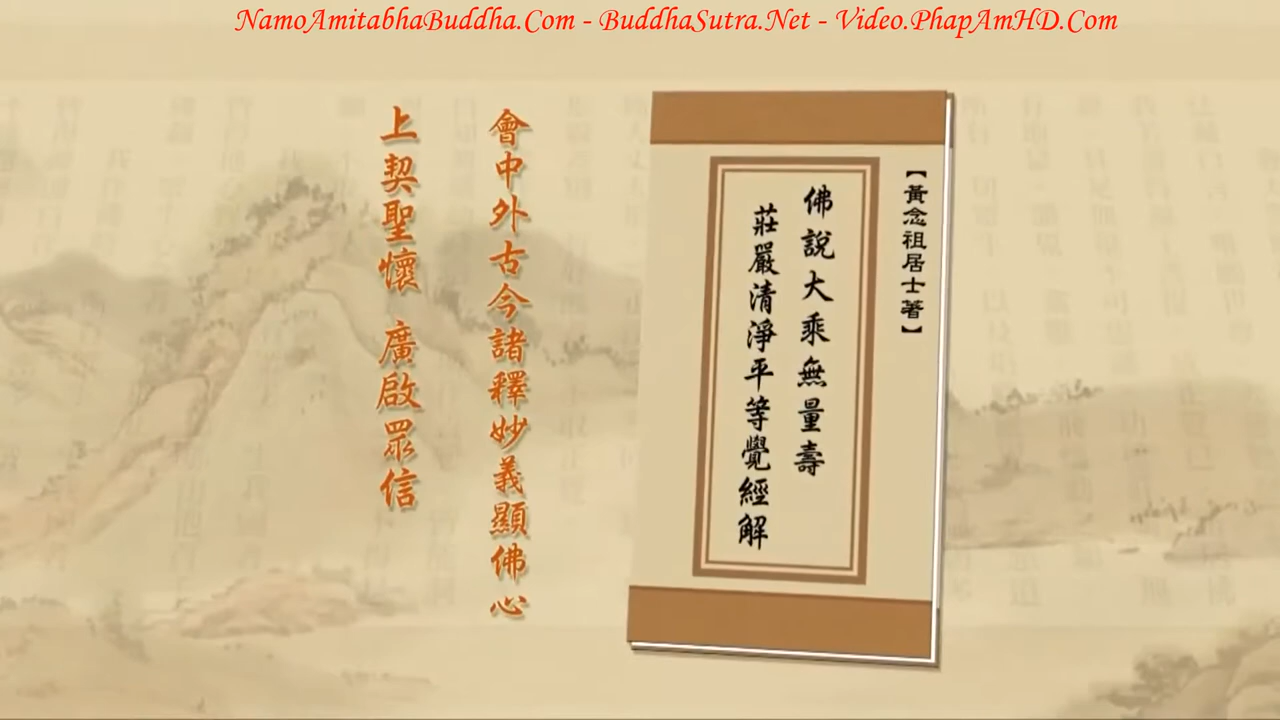 NamoAmitabhaBuddha.Com - BuddhaSutra.Net - Video.PhapAmHD.Com
【黃念祖居士著】
佛說大乘無量壽
莊嚴清淨平等覺經解
會中外古今諸釋妙義顯佛心
上契聖懷 廣啟眾信